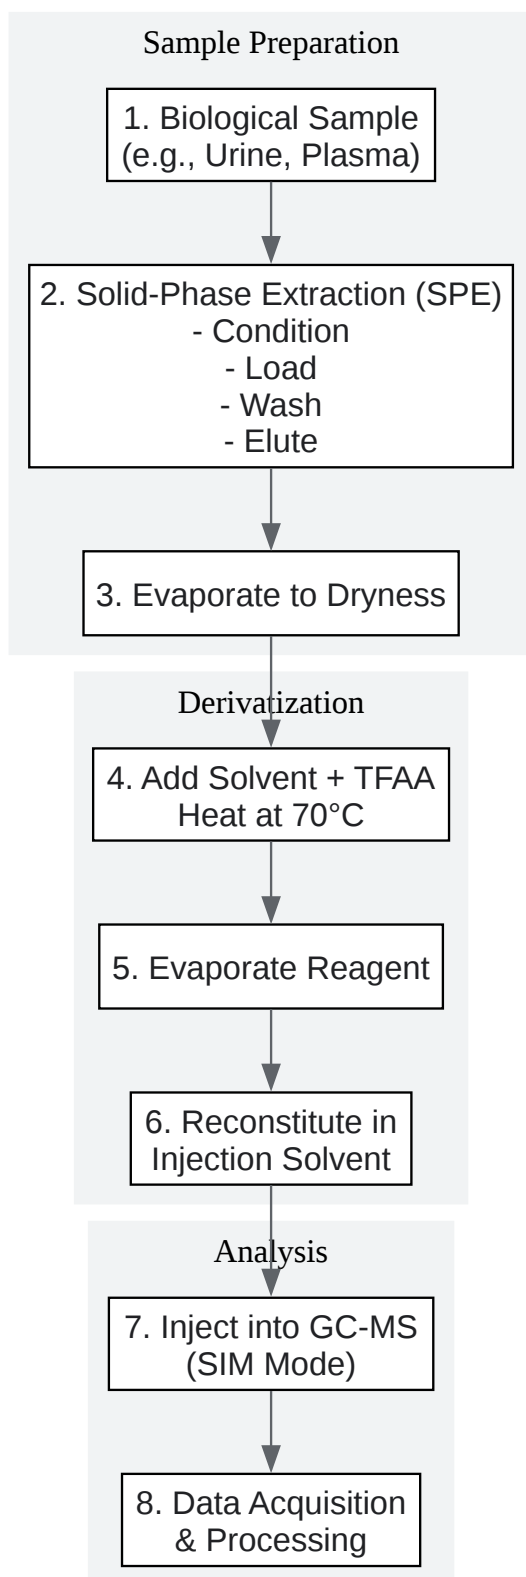 Sample Preparation
1. Biological Sample
(e.g., Urine, Plasma)
2. Solid-Phase Extraction (SPE)
- Condition
- Load
- Wash
- Elute
3. Evaporate to Dryness
Derivatization
4. Add Solvent + TFAA
Heat at 70°C
5. Evaporate Reagent
6. Reconstitute in
Injection Solvent
Analysis
7. Inject into GC-MS
(SIM Mode)
8. Data Acquisition
& Processing